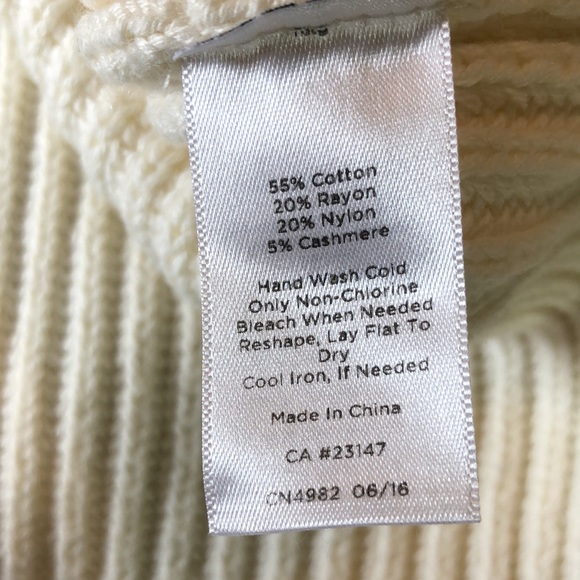 55% Cotton
20% Rayon
20% Nylon
5% Cashmere
Hand Wash Cold
Only Non-Chlorine
Bleach When Needed
Reshape, Lay Flat To
Dry
Cool Iron, If Needed
Made In China
CA #23147
CN4982 06/16